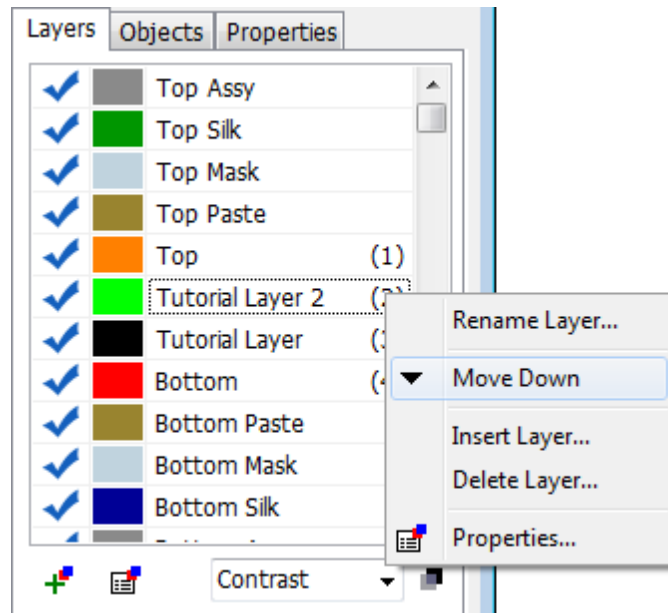 Layers Objects Properties
Top Assy
Top Silk
Top Mask
Top Paste
Top (1)
Tutorial Layer 2
Tutorial Layer
Bottom
Bottom Paste
Bottom Mask
Bottom Silk
Contrast
Rename Layer...
Move Down
Insert Layer...
Delete Layer...
Properties...